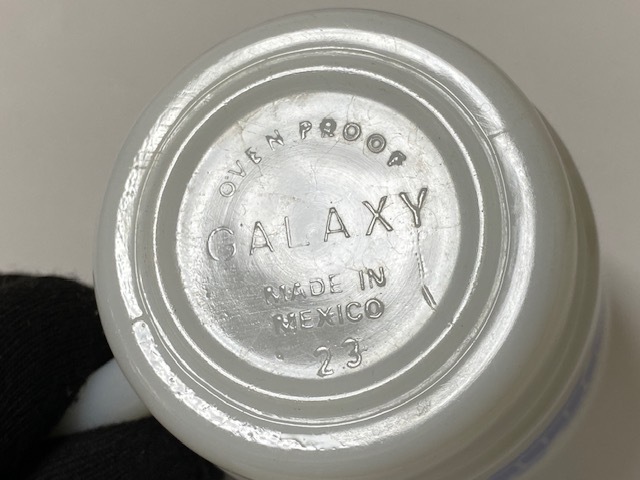 OVEN PROOF
GALAXY
MADE IN
MEXICO
23